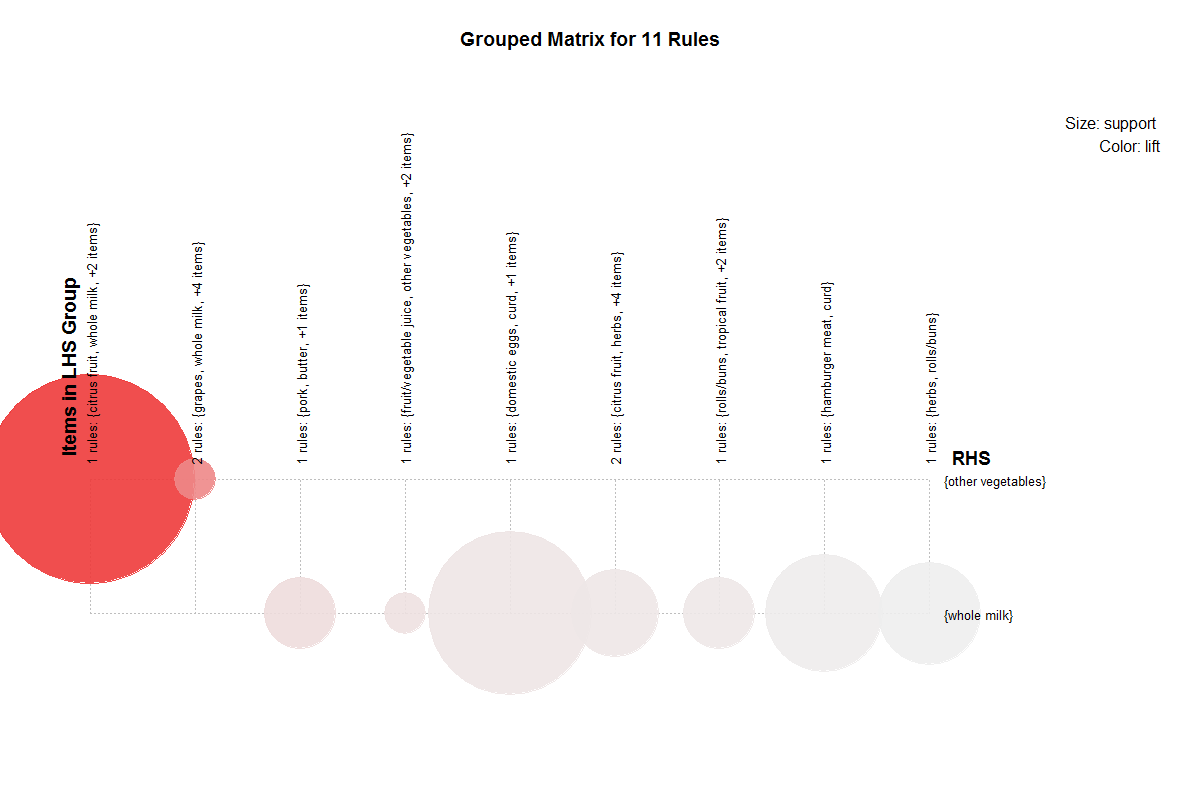 Grouped Matrix for 11 Rules
Size: support
Color: lift
Items in LHS Group
1 rules: {citrus fruit, whole milk, +2 items}
2 rules: {grapes, whole milk, +4 items}
1 rules: {pork, butter, +1 items}
1 rules: {fruit/vegetable juice, other vegetables, +2 items}
1 rules: {domestic eggs, curd, +1 items}
2 rules: {citrus fruit, herbs, +4 items}
1 rules: {rolls/buns, tropical fruit, +2 items}
1 rules: {hamburger meat, curd}
1 rules: {herbs, rolls/buns}
RHS
{other vegetables}
{whole milk}